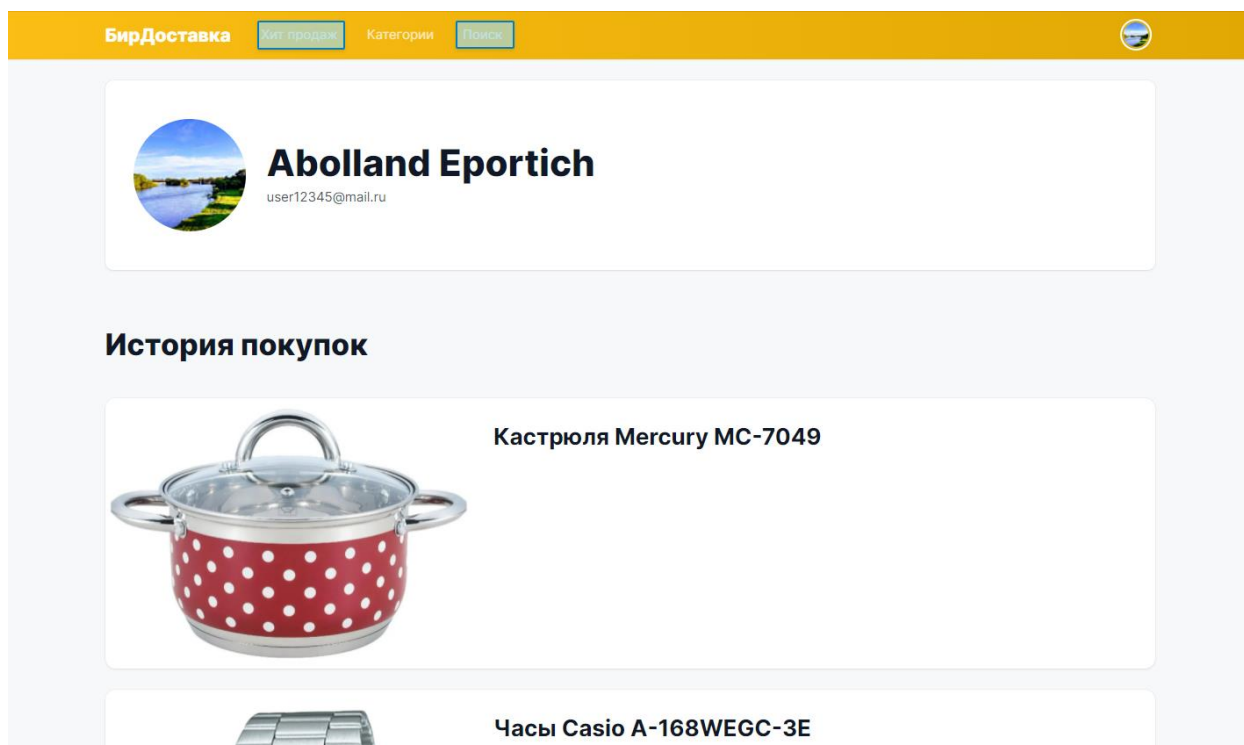 БирДоставка Хит продаж Категории Поиск
Abolland Eportich
user12345@mail.ru
История покупок
Кастрюля Mercury MC-7049
Часы Casio A-168WEGC-3E